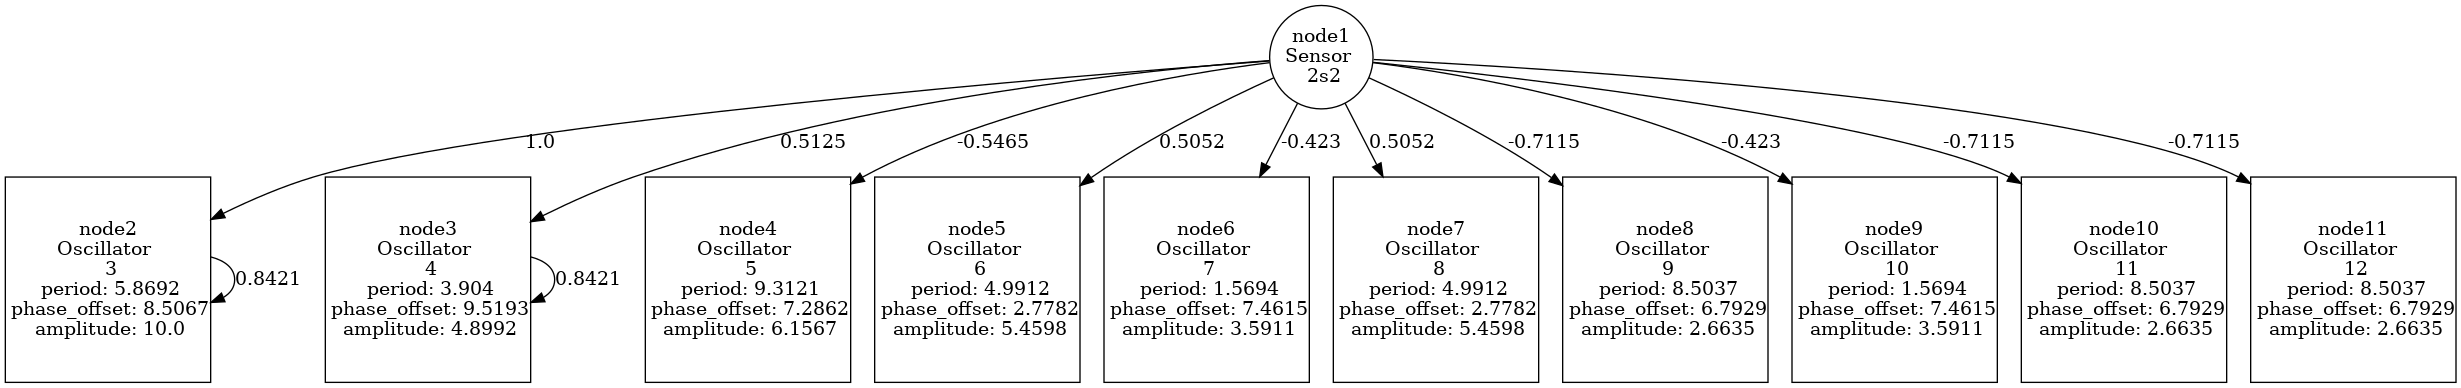 node1
Sensor
2s2
1.0
0.5125
-0.5465
0.5052
-0.423
0.5052
-0.7115
-0.423
-0.7115
-0.7115
node2
Oscillator
3
period: 5.8692
phase_offset: 8.5067
amplitude: 10.0
0.8421
node3
Oscillator
4
period: 3.904
phase_offset: 9.5193
amplitude: 4.8992
0.8421
node4
Oscillator
5
period: 9.3121
phase_offset: 7.2862
amplitude: 6.1567
node5
Oscillator
6
period: 4.9912
phase_offset: 2.7782
amplitude: 5.4598
node6
Oscillator
7
period: 1.5694
phase_offset: 7.4615
amplitude: 3.5911
node7
Oscillator
8
period: 4.9912
phase_offset: 2.7782
amplitude: 5.4598
node8
Oscillator
9
period: 8.5037
phase_offset: 6.7929
amplitude: 2.6635
node9
Oscillator
10
period: 1.5694
phase_offset: 7.4615
amplitude: 3.5911
node10
Oscillator
11
period: 8.5037
phase_offset: 6.7929
amplitude: 2.6635
node11
Oscillator
12
period: 8.5037
phase_offset: 6.7929
amplitude: 2.6635